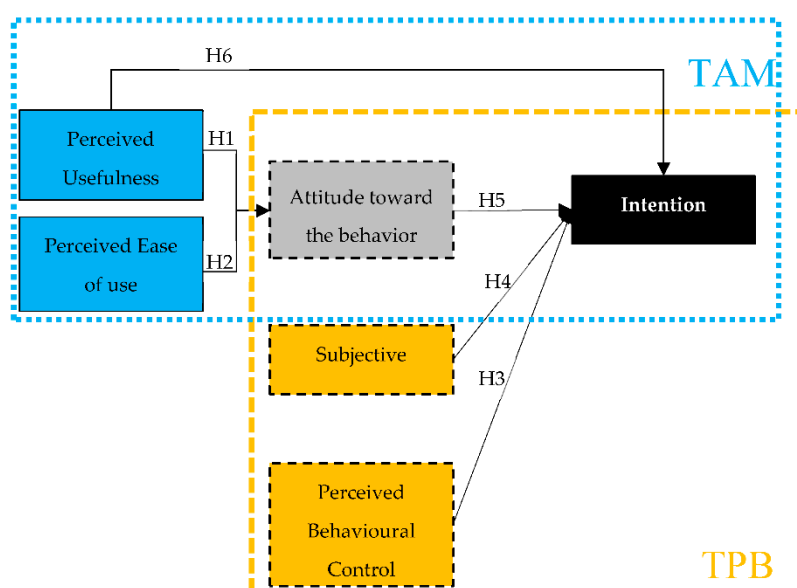 H6
TAM
Perceived
Usefulness
H1
Attitude toward
the behavior
H5
Intention
Perceived Ease
of use
H2
H4
Subjective
H3
Perceived
Behavioural
Control
TPB